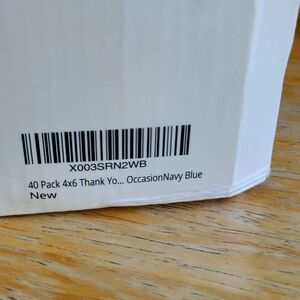 X003SRN2WB
40 Pack 4x6 Thank Yo... OccasionNavy Blue
New